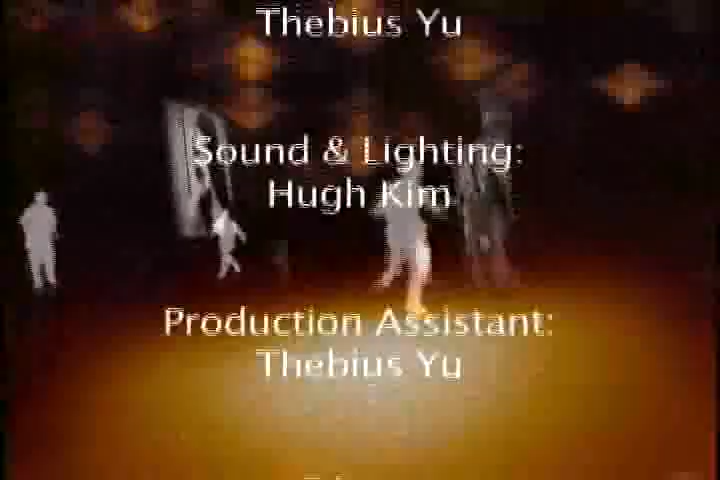 Thebius Yu
Sound & Lighting:
Hugh Kim
Production Assistant:
Thebius Yu